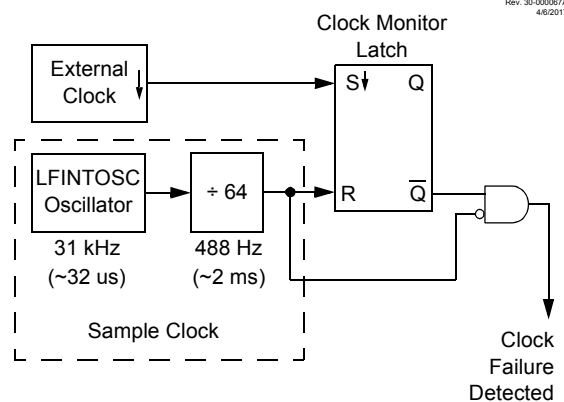 Rev. 30-000067A
4/6/2017
Clock Monitor
Latch
External
Clock
S
Q
LFINTOSC
Oscillator
÷ 64
R
Q̅
31 kHz
(~32 us)
488 Hz
(~2 ms)
Sample Clock
Clock
Failure
Detected